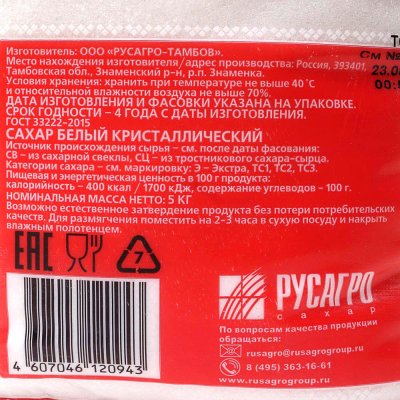 Изготовитель: ООО «РУСАГРО-ТАМБОВ».
Место нахождения изготовителя / адрес производства: Россия, 393401,
Тамбовская обл., Знаменский р-н, р.п. Знаменка.
Условия хранения: хранить при температуре не выше 40˚С
и относительной влажности воздуха не выше 70%.
ДАТА ИЗГОТОВЛЕНИЯ И ФАСОВКИ УКАЗАНА НА УПАКОВКЕ.
СРОК ГОДНОСТИ – 4 ГОДА С ДАТЫ ИЗГОТОВЛЕНИЯ.
ГОСТ 33222-2015
САХАР БЕЛЫЙ КРИСТАЛЛИЧЕСКИЙ
Источник происхождения сырья – см. после даты фасования:
СВ – из сахарной свеклы, СЦ – из тростникового сахара-сырца.
Категории сахара – см. маркировку: Э – Экстра, ТС1, ТС2, ТС3.
Пищевая и энергетическая ценность в 100 г продукта:
калорийность – 400 ккал / 1700 кДж, содержание углеводов – 100 г.
НОМИНАЛЬНАЯ МАССА НЕТТО: 5 КГ
Возможно естественное затвердение продукта без потери потребительских
качеств. Для размягчения поместить на 2–3 часа в сухую посуду и накрыть
влажным полотенцем.
См №
23.0
EAC
7
РУСАГРО
сахар
По вопросам качества продукции
обращаться:
rusagro@rusagrogroup.ru
8 (495) 363-16-61
www.rusagrogroup.ru
4 607046 120943